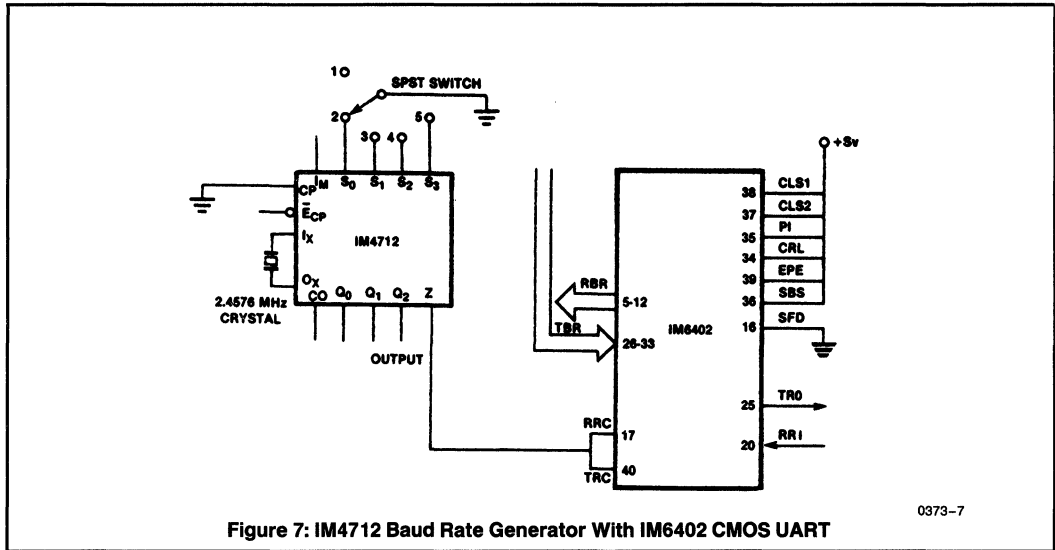 1
SPST SWITCH
2
3
4
5
+Sv
IM
S0
S1
S2
S3
CP
ECP
IX
OX
IM4712
2.4576 MHz
CRYSTAL
CO
Q0
Q1
Q2
Z
OUTPUT
RBR
5-12
TBR
26-33
IM6402
38
CLS1
37
CLS2
35
PI
34
CRL
39
EPE
36
SBS
16
SFD
25
TRO
20
RRI
RRC
17
TRC
40
0373-7
Figure 7: IM4712 Baud Rate Generator With IM6402 CMOS UART